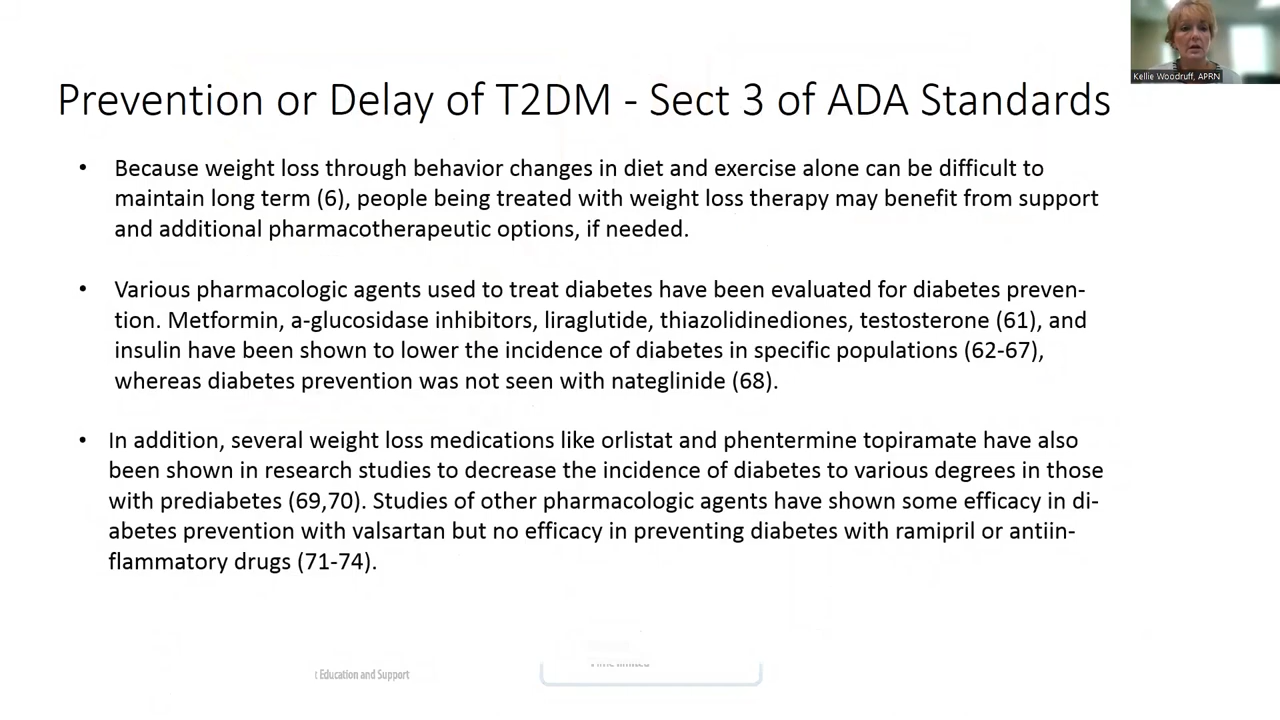 Kellie Woodruff, APRN
Prevention or Delay of T2DM - Sect 3 of ADA Standards
• Because weight loss through behavior changes in diet and exercise alone can be difficult to
maintain long term (6), people being treated with weight loss therapy may benefit from support
and additional pharmacotherapeutic options, if needed.
• Various pharmacologic agents used to treat diabetes have been evaluated for diabetes preven-
tion. Metformin, a-glucosidase inhibitors, liraglutide, thiazolidinediones, testosterone (61), and
insulin have been shown to lower the incidence of diabetes in specific populations (62-67),
whereas diabetes prevention was not seen with nateglinide (68).
• In addition, several weight loss medications like orlistat and phentermine topiramate have also
been shown in research studies to decrease the incidence of diabetes to various degrees in those
with prediabetes (69,70). Studies of other pharmacologic agents have shown some efficacy in di-
abetes prevention with valsartan but no efficacy in preventing diabetes with ramipril or antiin-
flammatory drugs (71-74).
Education and Support